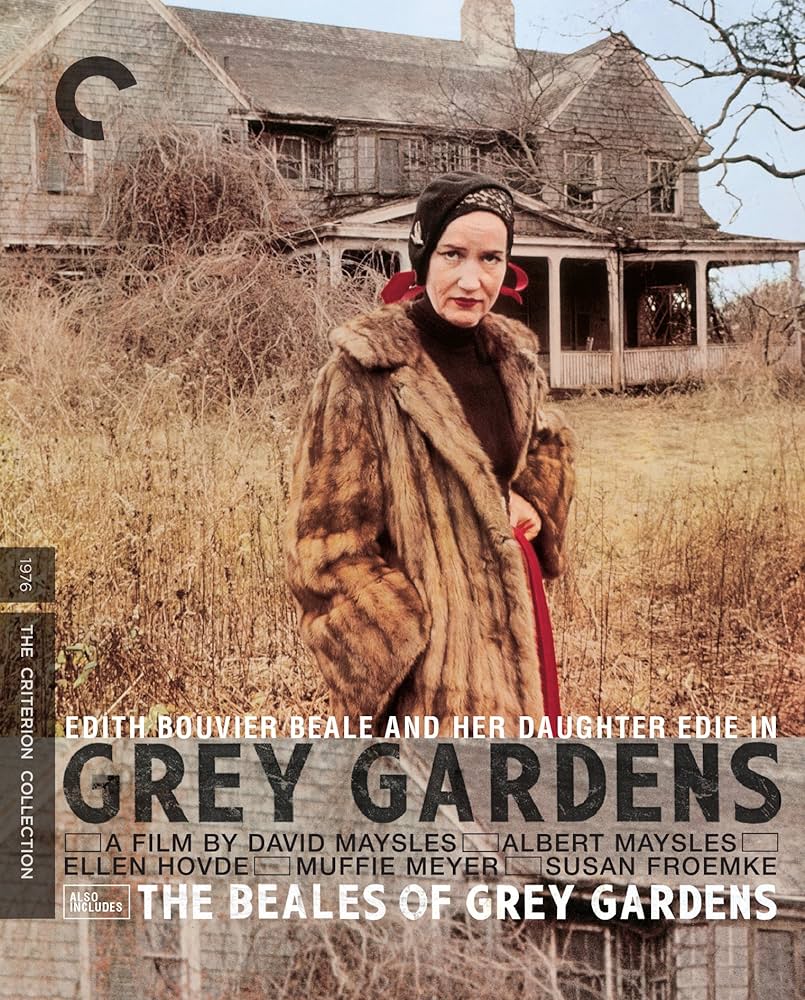 1976
THE CRITERION COLLECTION
EDITH BOUVIER BEALE AND HER DAUGHTER EDIE IN
GREY GARDENS
A FILM BY DAVID MAYSLES ALBERT MAYSLES
ELLEN HOVDE MUFFIE MEYER SUSAN FROEMKE
ALSO
INCLUDES
THE BEALES OF GREY GARDENS